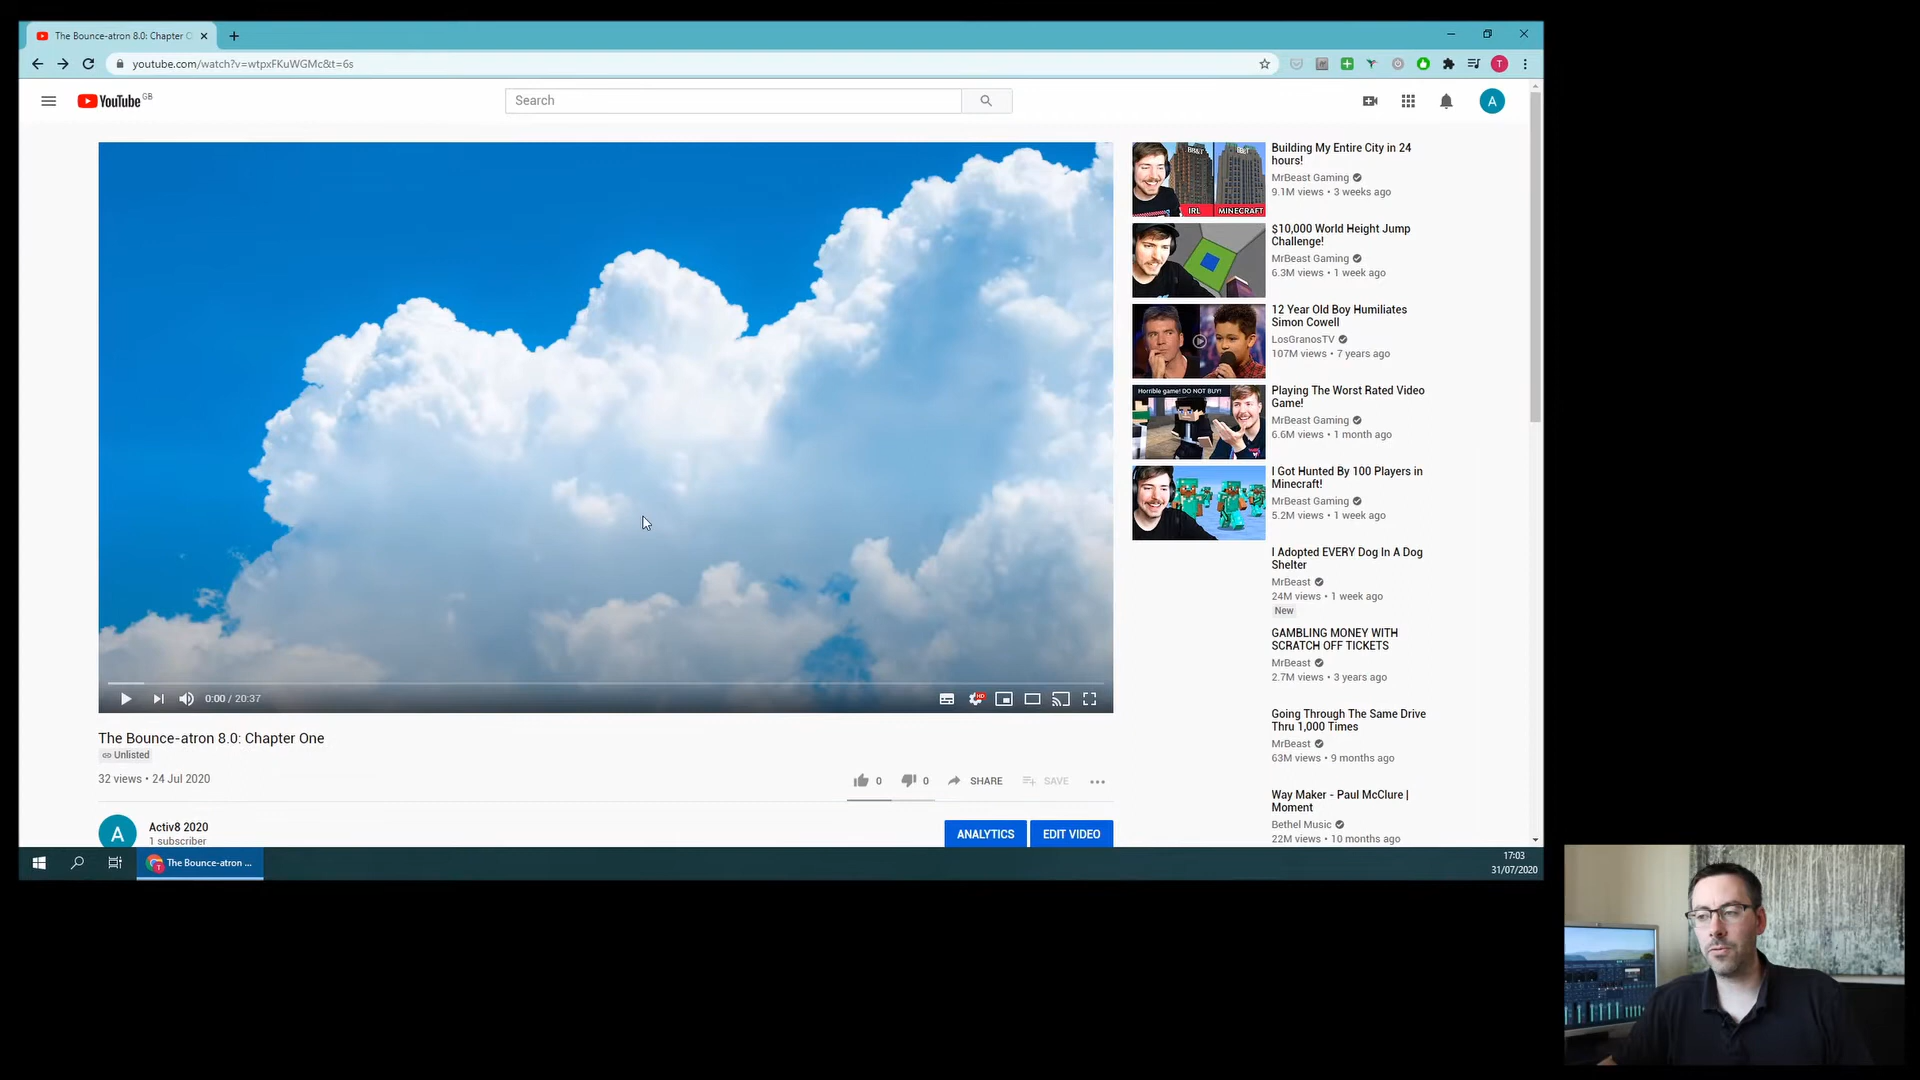 The Bounce-atron 8.0: Chapter O
youtube.com/watch?v=wtpxFKuWGMc&t=6s
T
YouTube GB
Search
A
BB&T
BB&T
IRL
MINECRAFT
Building My Entire City in 24
hours!
MrBeast Gaming
9.1M views • 3 weeks ago
$10,000 World Height Jump
Challenge!
MrBeast Gaming
6.3M views • 1 week ago
12 Year Old Boy Humiliates
Simon Cowell
LosGranosTV
107M views • 7 years ago
Horrible game! DO NOT BUY!
Playing The Worst Rated Video
Game!
MrBeast Gaming
6.6M views • 1 month ago
I Got Hunted By 100 Players in
Minecraft!
MrBeast Gaming
5.2M views • 1 week ago
I Adopted EVERY Dog In A Dog
Shelter
MrBeast
24M views • 1 week ago
New
GAMBLING MONEY WITH
SCRATCH OFF TICKETS
MrBeast
2.7M views • 3 years ago
Going Through The Same Drive
Thru 1,000 Times
MrBeast
63M views • 9 months ago
Way Maker - Paul McClure |
Moment
Bethel Music
22M views • 10 months ago
0:00 / 20:37
HD
The Bounce-atron 8.0: Chapter One
Unlisted
32 views • 24 Jul 2020
0
0
SHARE
SAVE
A
Activ8 2020
1 subscriber
ANALYTICS
EDIT VIDEO
The Bounce-atron ...
17:03
31/07/2020